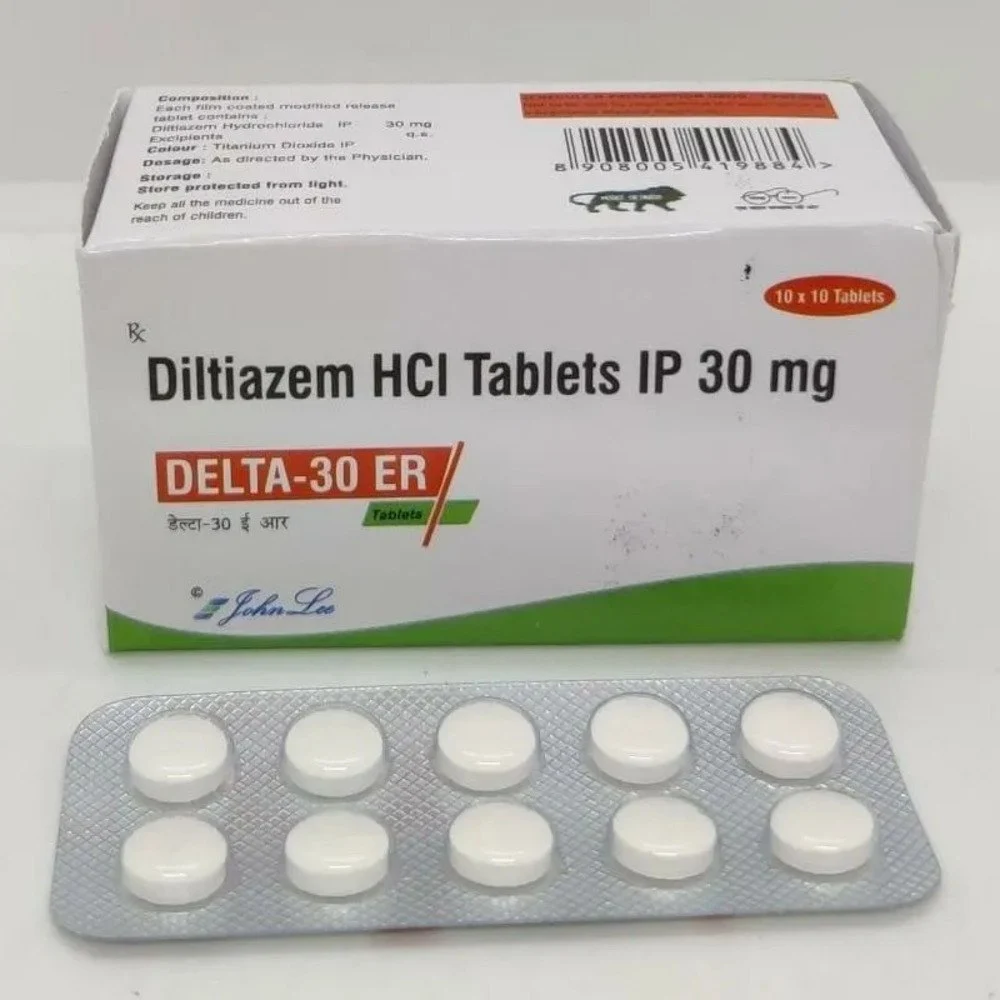 Composition :
Each film coated modified release
tablet contains :
Diltiazem Hydrochloride IP 30 mg
Excipients q.s.
Colour : Titanium Dioxide IP
Dosage: As directed by the Physician.
Storage :
Store protected from light.
Keep all the medicine out of the
reach of children.
8 908005 419884 >
10 x 10 Tablets
Rx
Diltiazem HCl Tablets IP 30 mg
DELTA-30 ER
Tablets
डेल्टा-30 ई आर
© John Lee